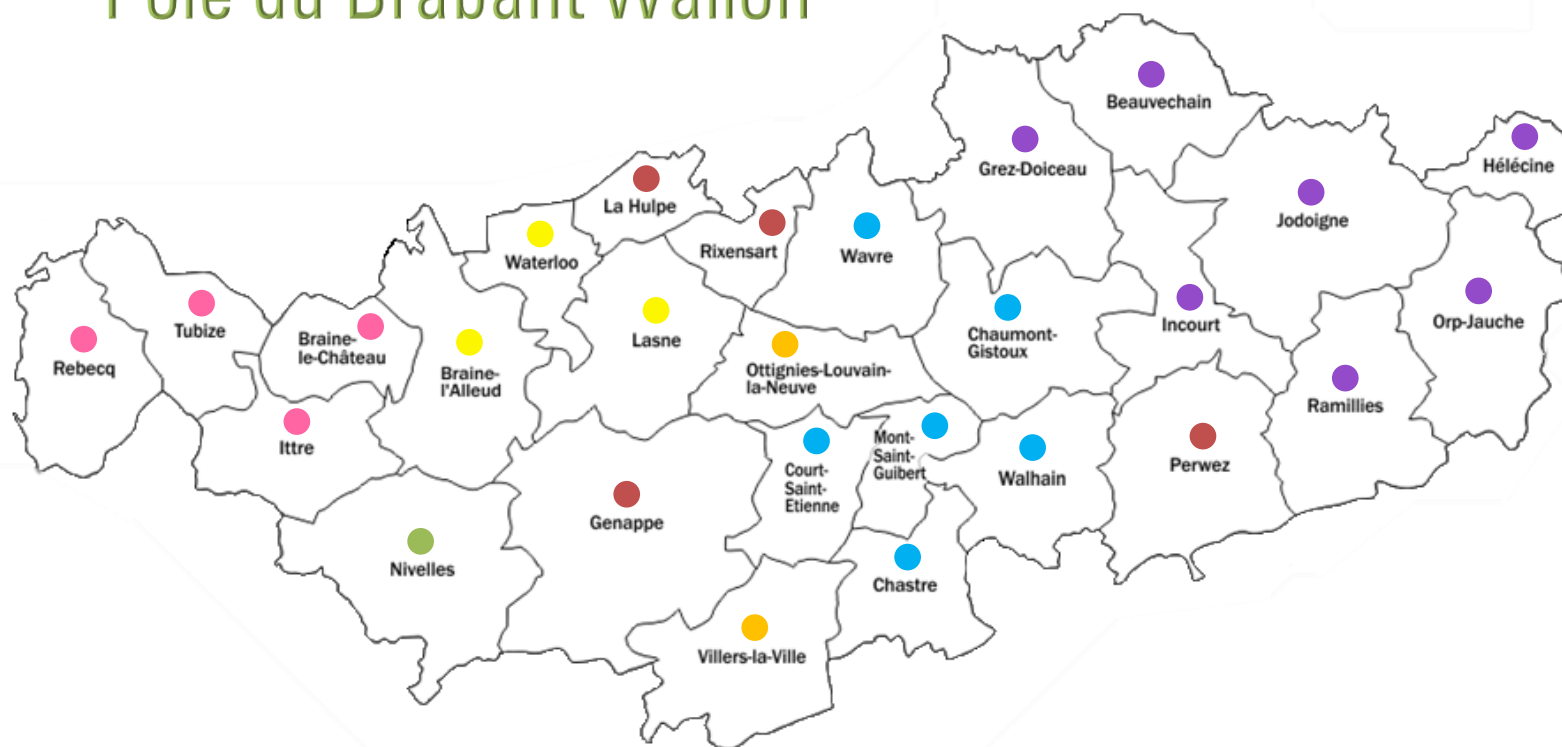 Pôle du Brabant Wallon
Beauvechain
Hélécine
Grez-Doiceau
La Hulpe
Jodoigne
Rixensart
Wavre
Waterloo
Tubize
Incourt
Orp-Jauche
Braine-
le-Château
Lasne
Chaumont-
Gistoux
Rebecq
Braine-
l'Alleud
Ottignies-Louvain-
la-Neuve
Ramillies
Ittre
Mont-
Saint-
Guibert
Court-
Saint-
Etienne
Walhain
Perwez
Genappe
Nivelles
Chastre
Villers-la-Ville